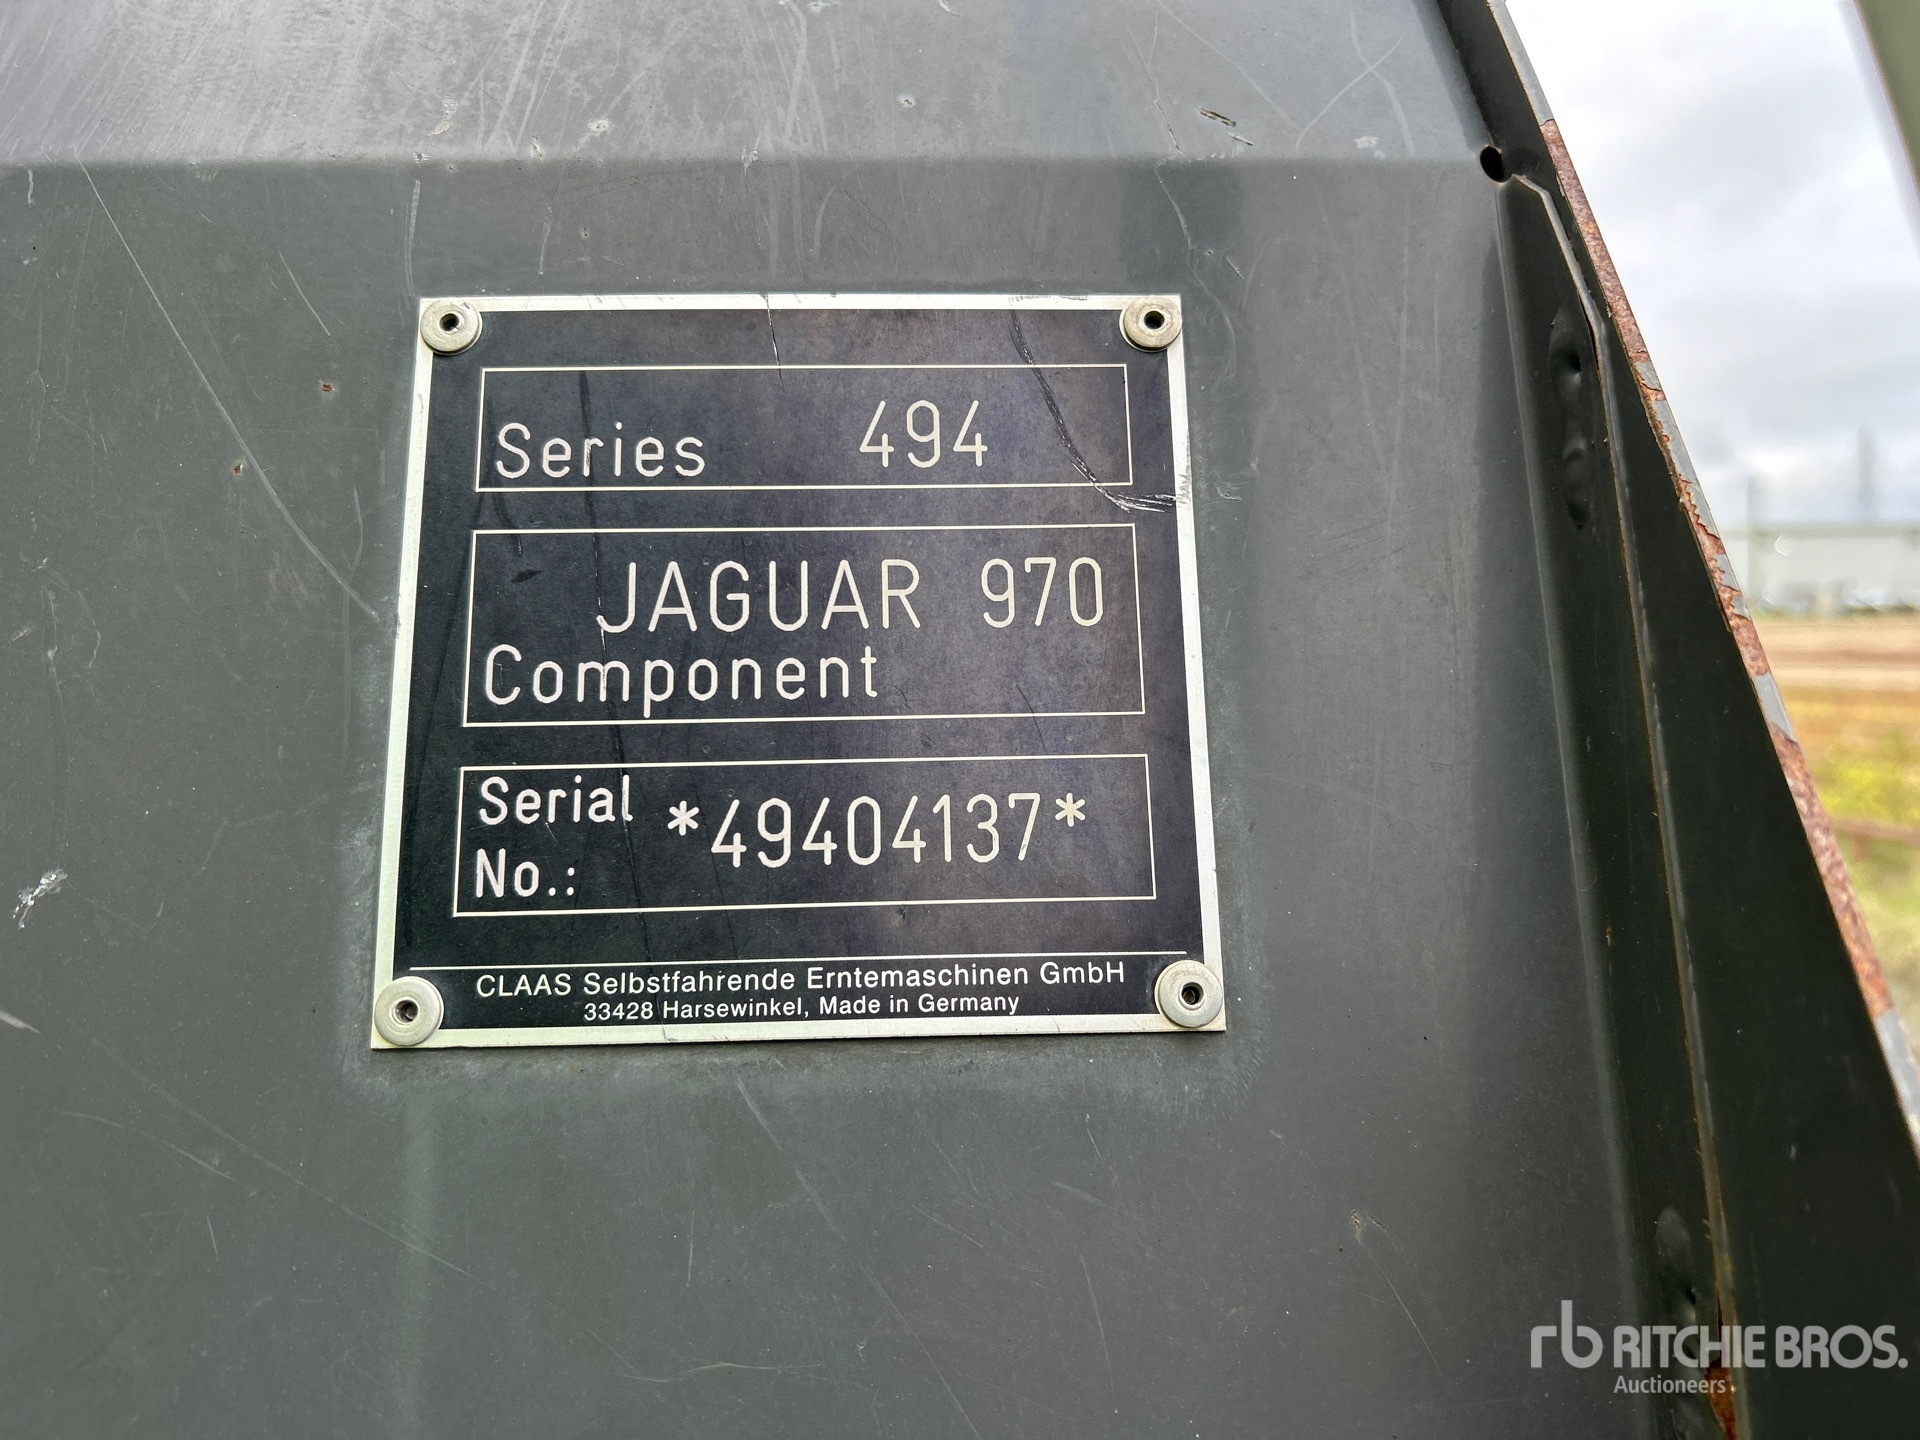 Series 494
JAGUAR 970
Component
Serial
No.: *49404137*
CLAAS Selbstfahrende Erntemaschinen GmbH
33428 Harsewinkel, Made in Germany
rb RITCHIE BROS.
Auctioneers